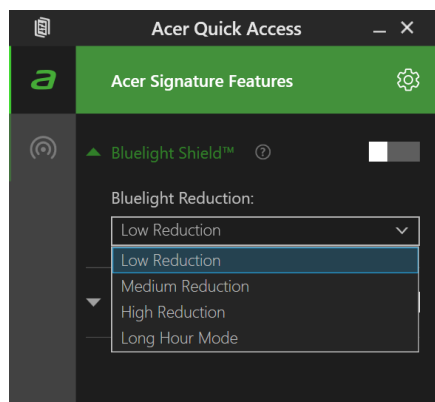 Acer Quick Access
a
Acer Signature Features
Bluelight Shield™ ?
Bluelight Reduction:
Low Reduction
Low Reduction
Medium Reduction
High Reduction
Long Hour Mode